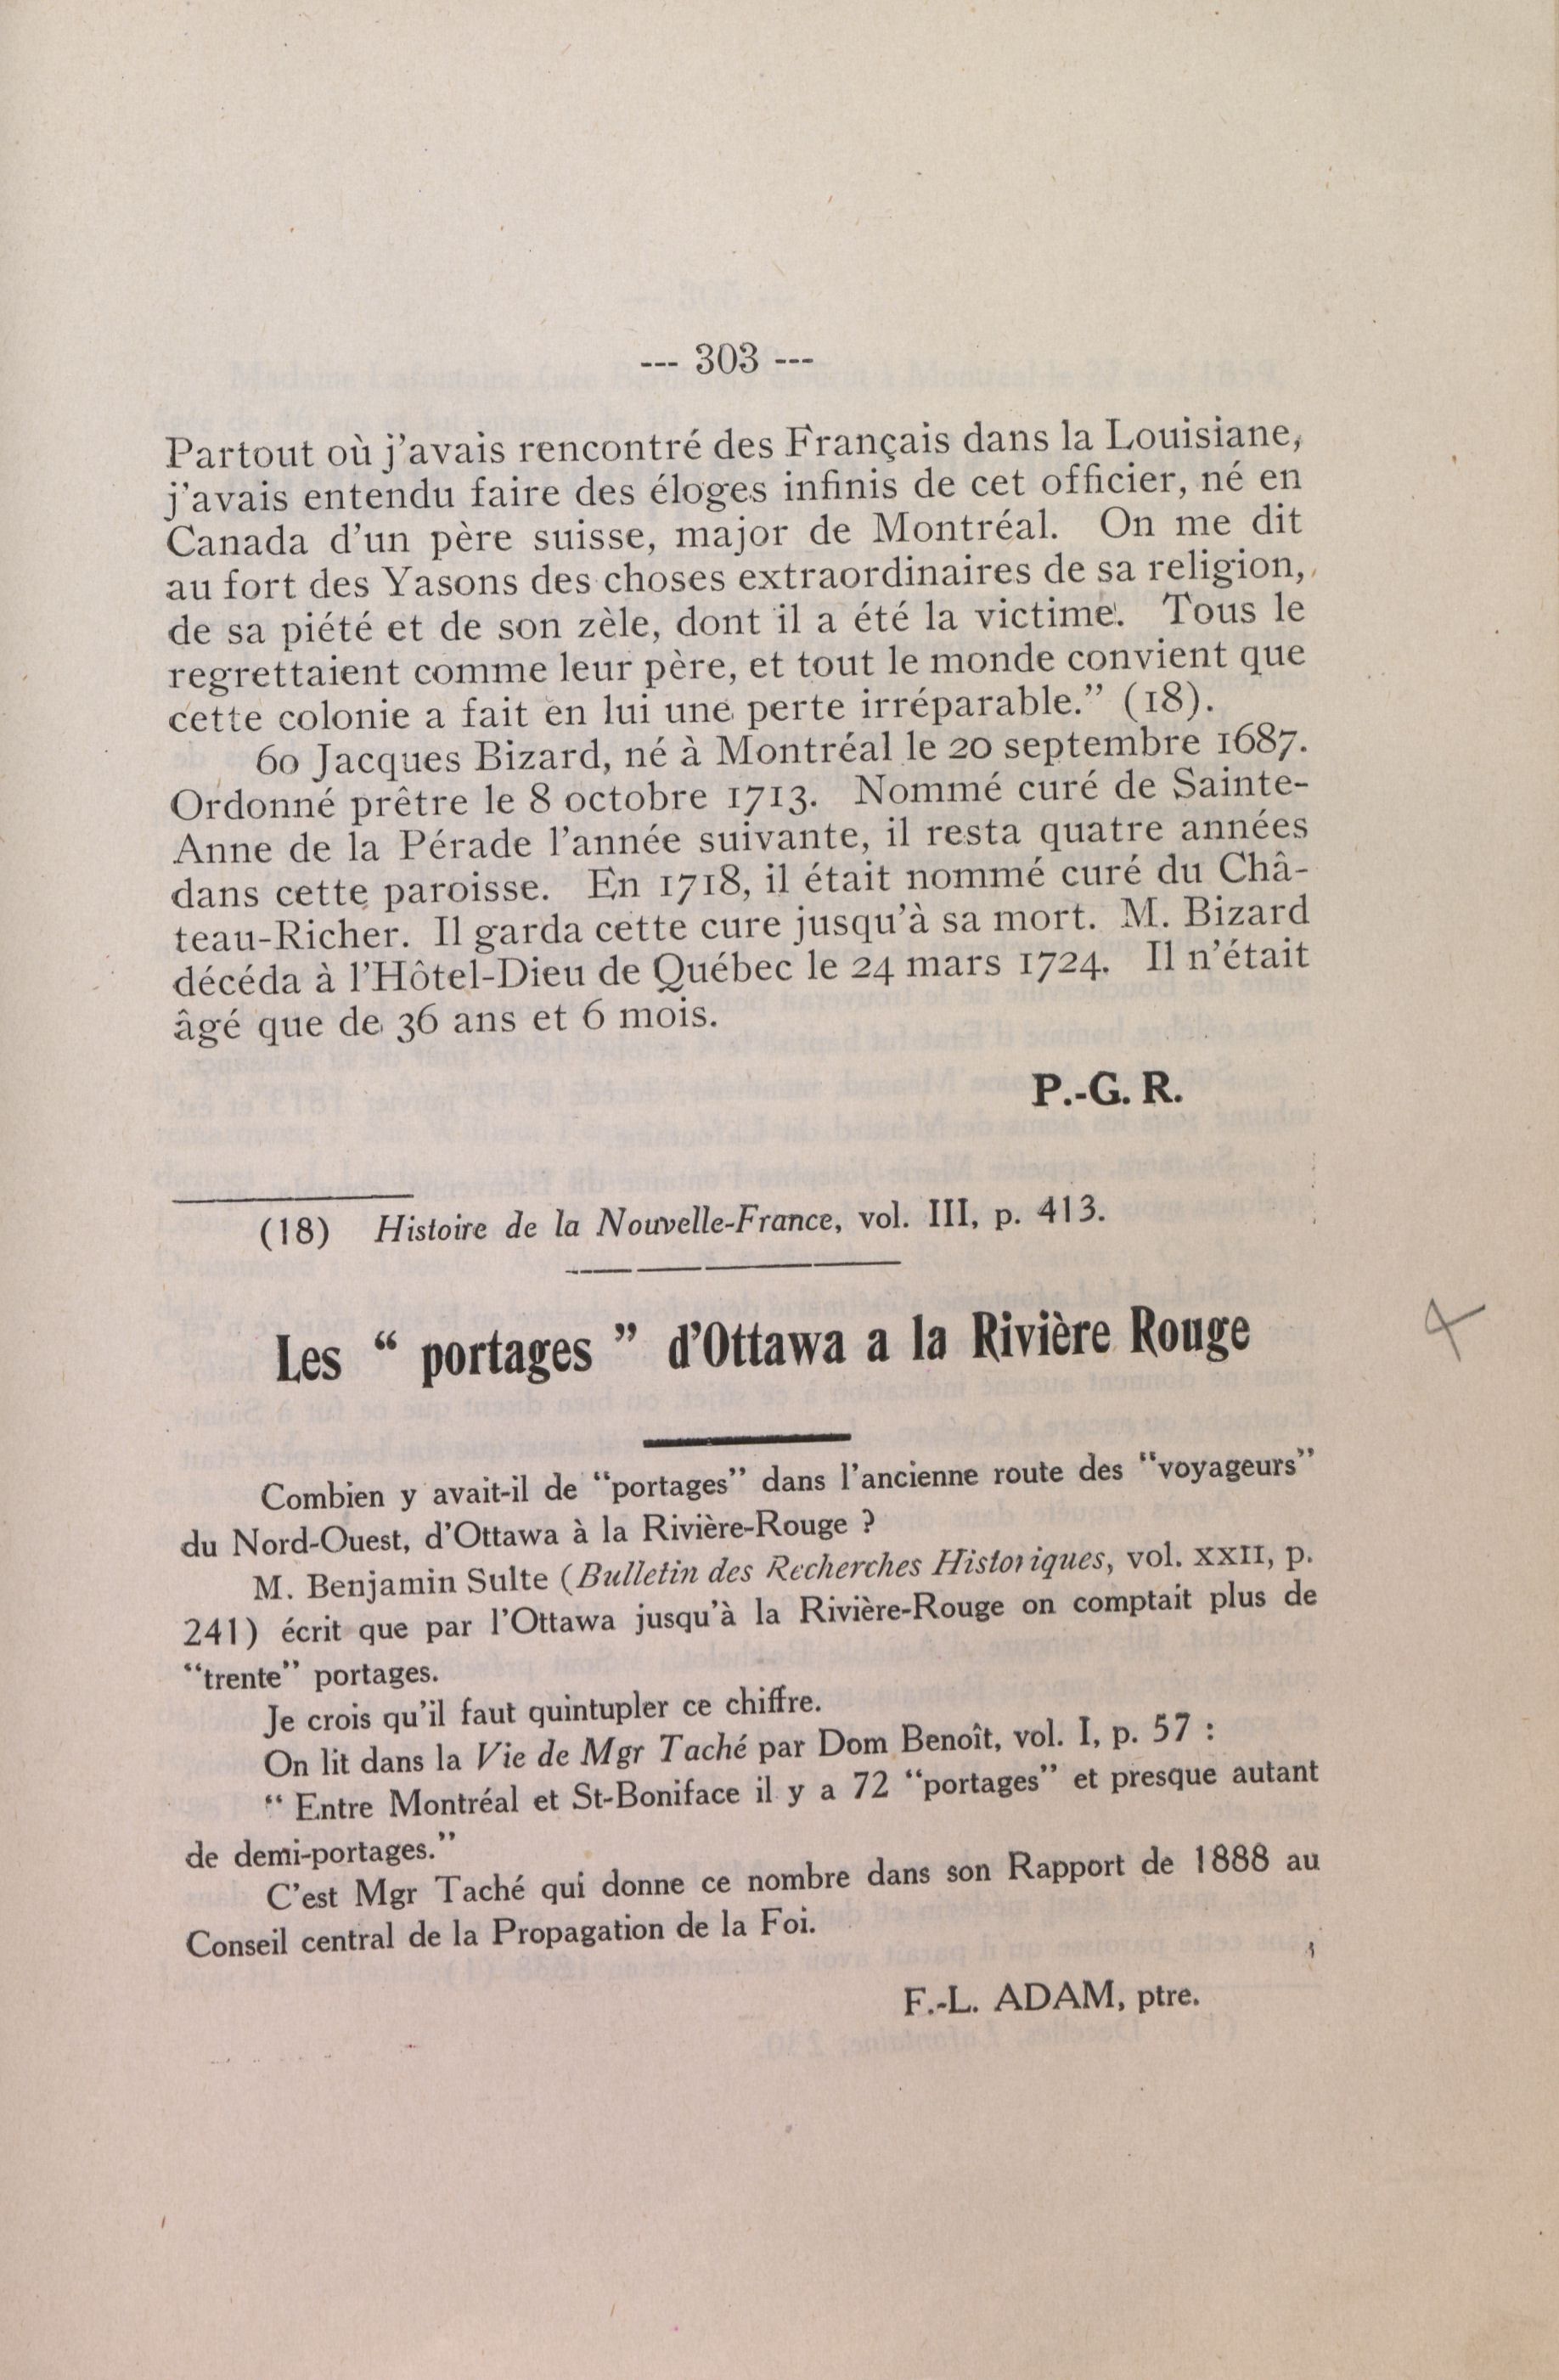 --- 303 ---
Partout où j'avais rencontré des Français dans la Louisiane,
j'avais entendu faire des éloges infinis de cet officier, né en
Canada d'un père suisse, major de Montréal. On me dit
au fort des Yasons des choses extraordinaires de sa religion,
de sa piété et de son zèle, dont il a été la victime. Tous le
regrettaient comme leur père, et tout le monde convient que
cette colonie a fait en lui une perte irréparable." (18).
6o Jacques Bizard, né à Montréal le 20 septembre 1687.
Ordonné prêtre le 8 octobre 1713. Nommé curé de Sainte-
Anne de la Pérade l'année suivante, il resta quatre années
dans cette paroisse. En 1718, il était nommé curé du Châ-
teau-Richer. Il garda cette cure jusqu'à sa mort. M. Bizard
décéda à l'Hôtel-Dieu de Québec le 24 mars 1724. Il n'était
âgé que de 36 ans et 6 mois.
P.-G. R.
(18) Histoire de la Nouvelle-France, vol. III, p. 413.
Les " portages " d'Ottawa a la Rivière Rouge
Combien y avait-il de "portages" dans l'ancienne route des "voyageurs"
du Nord-Ouest, d'Ottawa à la Rivière-Rouge ?
M. Benjamin Sulte (Bulletin des Recherches Historiques, vol. XXII, p.
241) écrit que par l'Ottawa jusqu'à la Rivière-Rouge on comptait plus de
"trente" portages.
Je crois qu'il faut quintupler ce chiffre.
On lit dans la Vie de Mgr Taché par Dom Benoît, vol. I, p. 57 :
" Entre Montréal et St-Boniface il y a 72 "portages" et presque autant
de demi-portages."
C'est Mgr Taché qui donne ce nombre dans son Rapport de 1888 au
Conseil central de la Propagation de la Foi.
F.-L. ADAM, ptre.